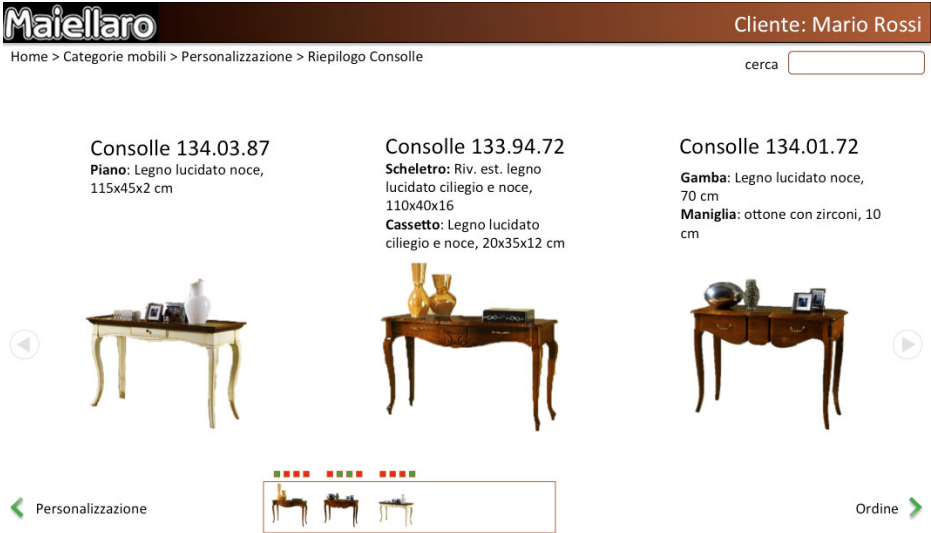 Maiellaro
Cliente: Mario Rossi
Home > Categorie mobili > Personalizzazione > Riepilogo Consolle
cerca
Consolle 134.03.87
Piano: Legno lucidato noce,
115x45x2 cm
Consolle 133.94.72
Scheletro: Riv. est. legno
lucidato ciliegio e noce,
110x40x16
Cassetto: Legno lucidato
ciliegio e noce, 20x35x12 cm
Consolle 134.01.72
Gamba: Legno lucidato noce,
70 cm
Maniglia: ottone con zirconi, 10
cm
Personalizzazione
Ordine